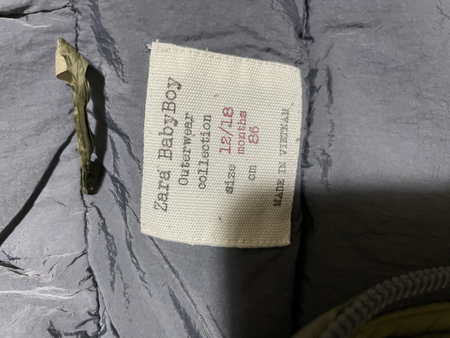 Zara BabyBoy
Outerwear
collection
size 12/18
months
cm 86
MADE IN VIETNAM